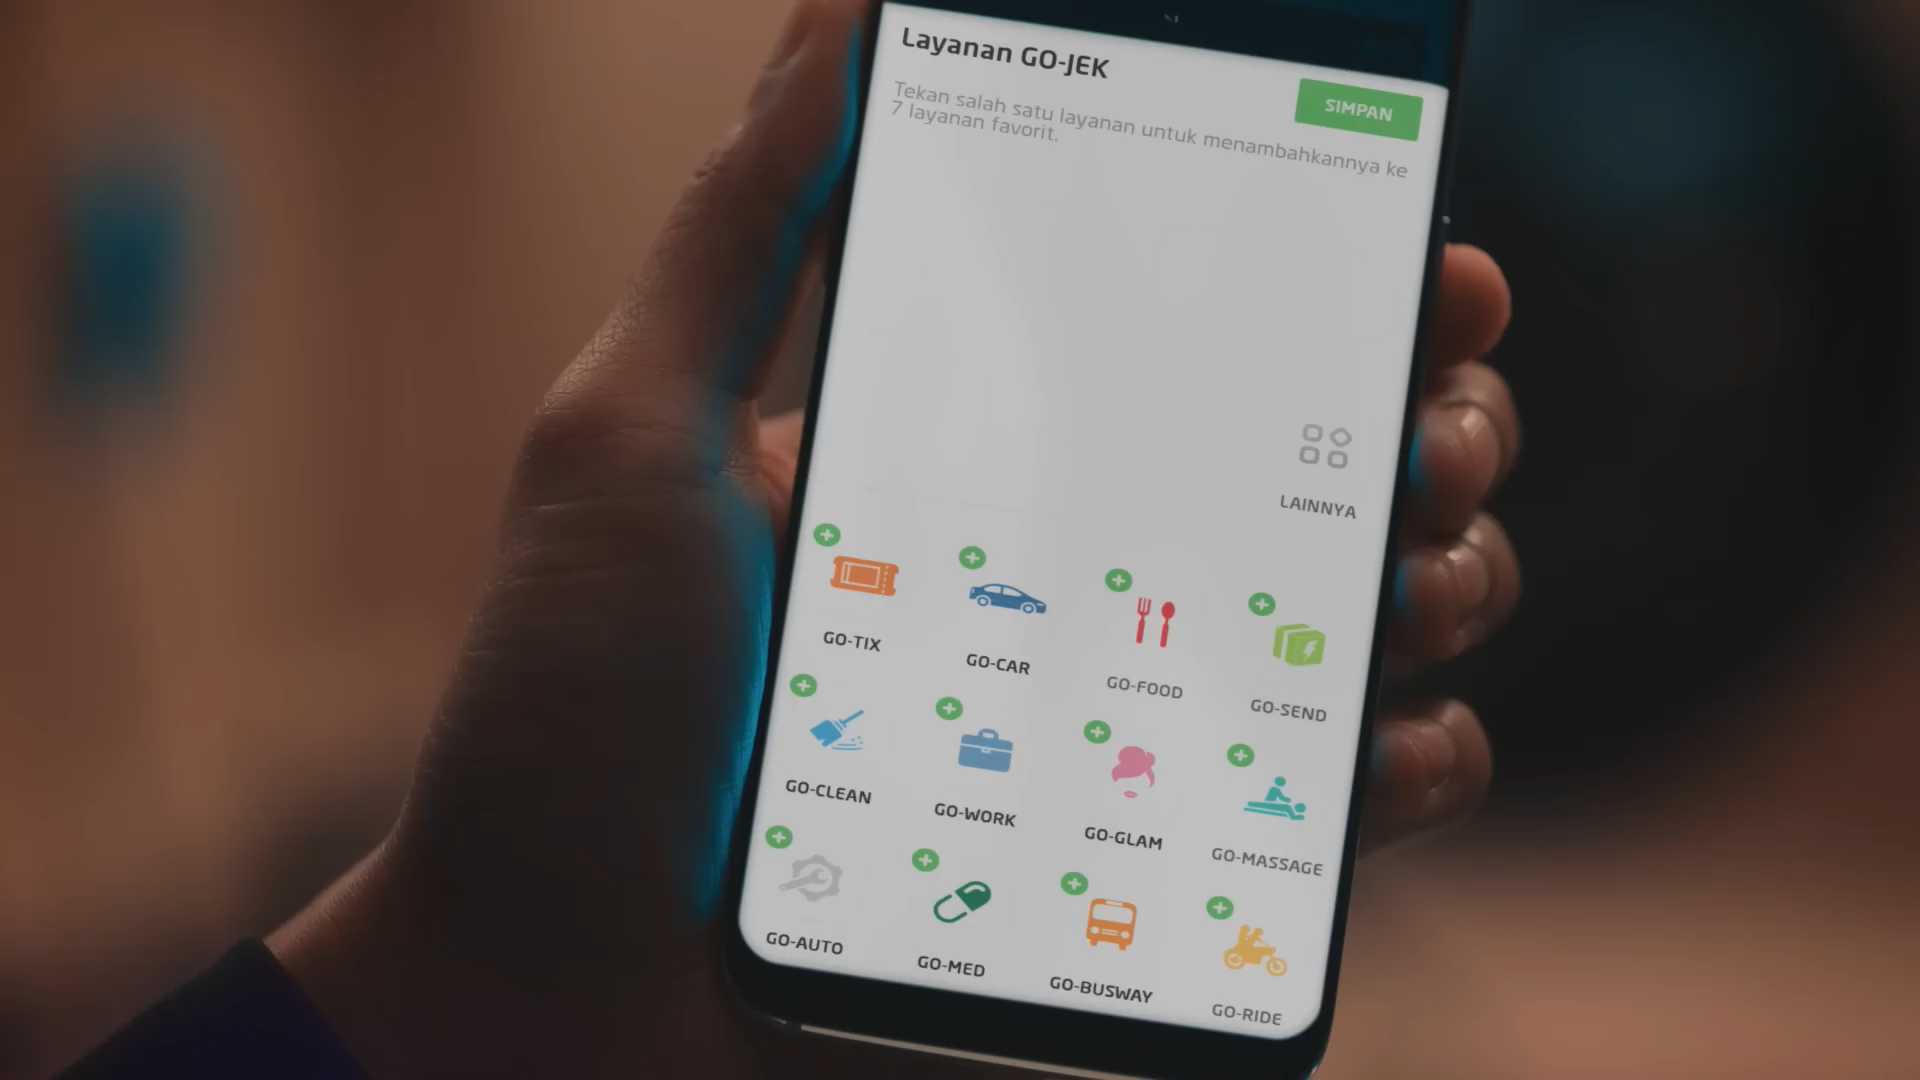 Layanan GO-JEK
SIMPAN
Tekan salah satu layanan untuk menambahkannya ke
7 layanan favorit.
LAINNYA
GO-TIX
GO-CAR
GO-FOOD
GO-SEND
GO-CLEAN
GO-WORK
GO-GLAM
GO-MASSAGE
GO-AUTO
GO-MED
GO-BUSWAY
GO-RIDE